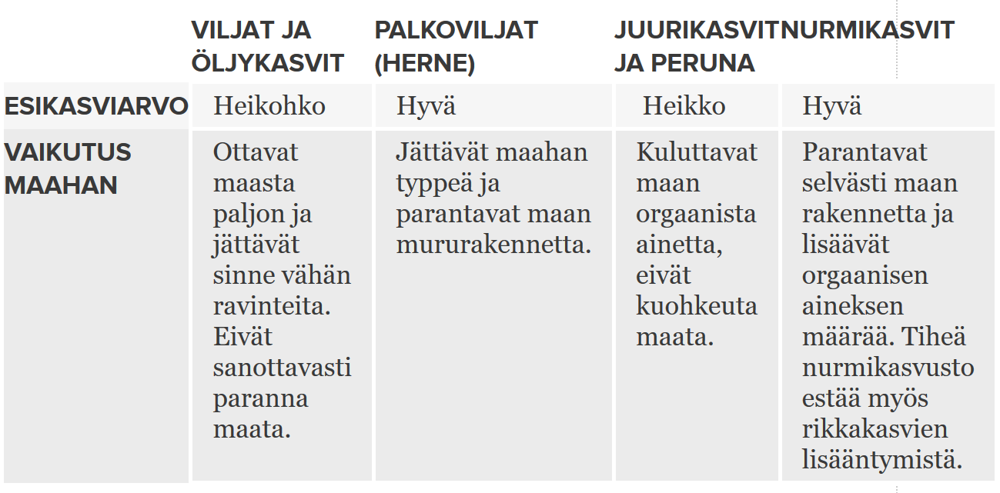 VILJAT JA
ÖLJYKASVIT
PALKOVILJAT
(HERNE)
JUURIKASVIT
JA PERUNA
NURMIKASVIT
ESIKASVIARVO
Heikohko
Hyvä
Heikko
Hyvä
VAIKUTUS
MAAHAN
Ottavat
maasta
paljon ja
jättävät
sinne vähän
ravinteita.
Eivät
sanottavasti
paranna
maata.
Jättävät maahan
typpeä ja
parantavat maan
mururakennetta.
Kuluttavat
maan
orgaanista
ainetta,
eivät
kuohkeuta
maata.
Parantavat
selvästi maan
rakennetta ja
lisäävät
orgaanisen
aineksen
määrää. Tiheä
nurmikasvusto
estää myös
rikkakasvien
lisääntymistä.